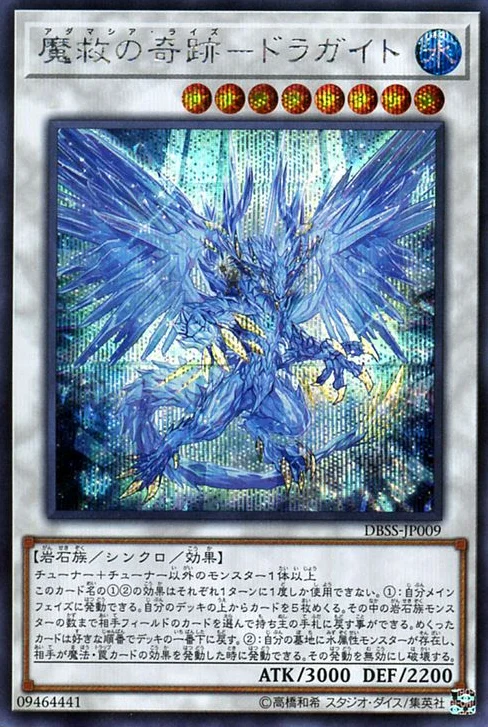 アダマシア・ライズ
魔救の奇跡－ドラガイト
水
DBSS-JP009
【岩石族／シンクロ／効果】
チューナー＋チューナー以外のモンスター１体以上
このカード名の①②の効果はそれぞれ１ターンに１度しか使用できない。①：自分メイン
フェイズに発動できる。自分のデッキの上からカードを５枚めくる。その中の岩石族モンス
ターの数まで相手フィールドのカードを選んで持ち主の手札に戻す事ができる。めくった
カードは好きな順番でデッキの一番下に戻す。②：自分の墓地に水属性モンスターが存在し、
相手が魔法・罠カードの効果を発動した時に発動できる。その発動を無効にし破壊する。
ATK/3000 DEF/2200
09464441
©高橋和希 スタジオ・ダイス/集英社